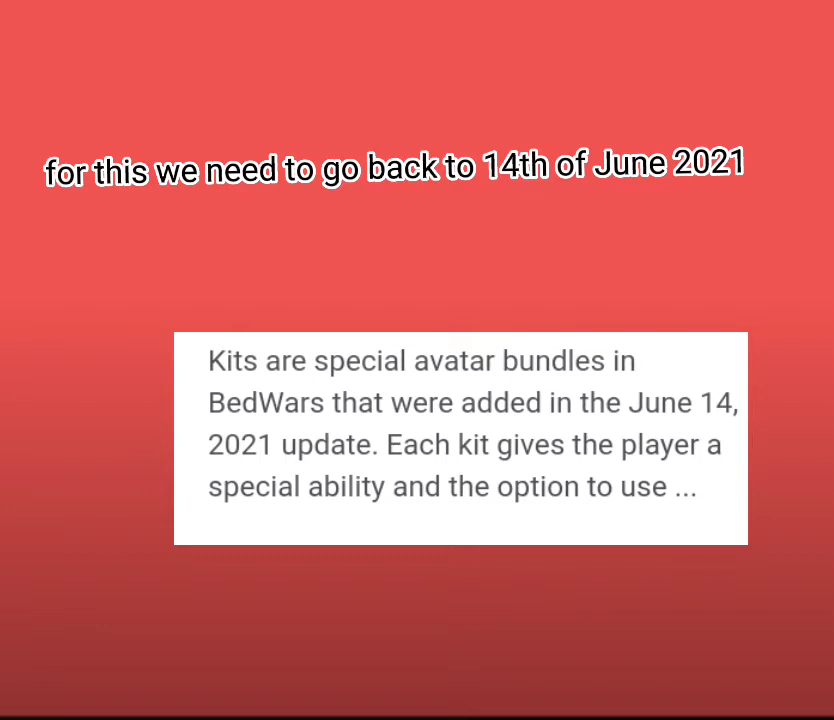 for this we need to go back to 14th of June 2021
Kits are special avatar bundles in
BedWars that were added in the June 14,
2021 update. Each kit gives the player a
special ability and the option to use ...